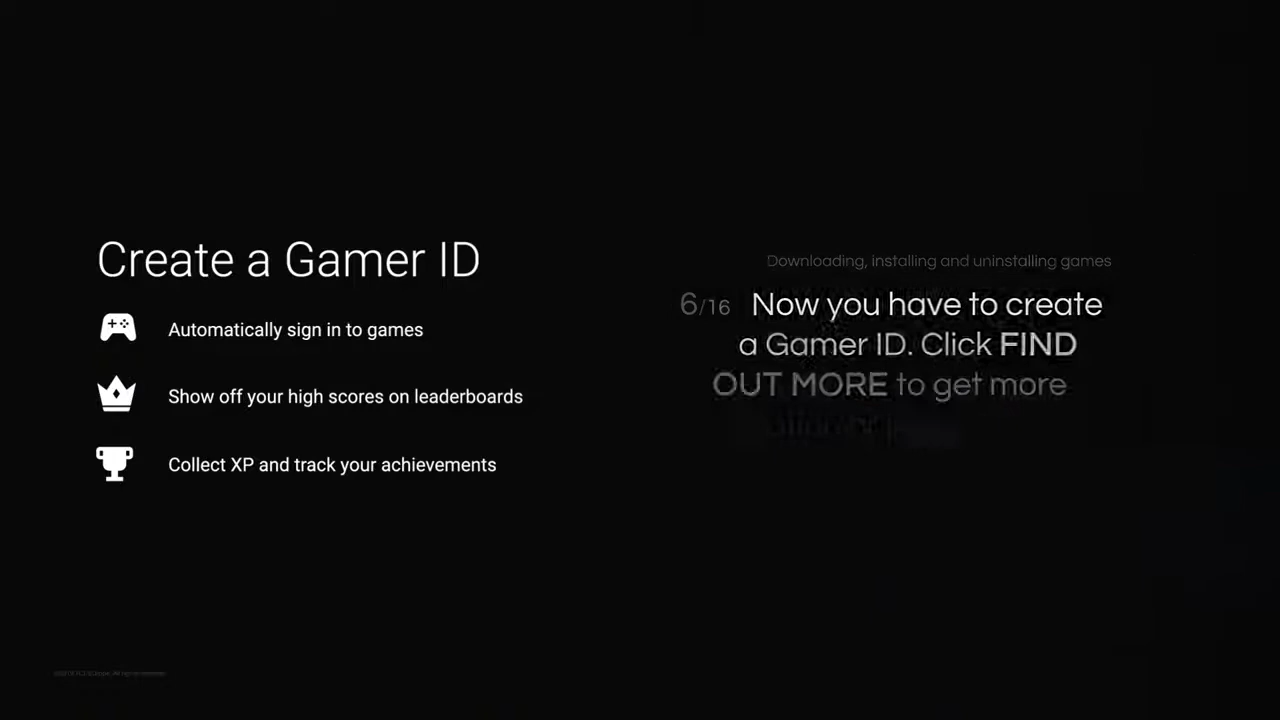 Create a Gamer ID
Automatically sign in to games
Show off your high scores on leaderboards
Collect XP and track your achievements
Downloading, installing and uninstalling games
6/16 Now you have to create
a Gamer ID. Click FIND
OUT MORE to get more